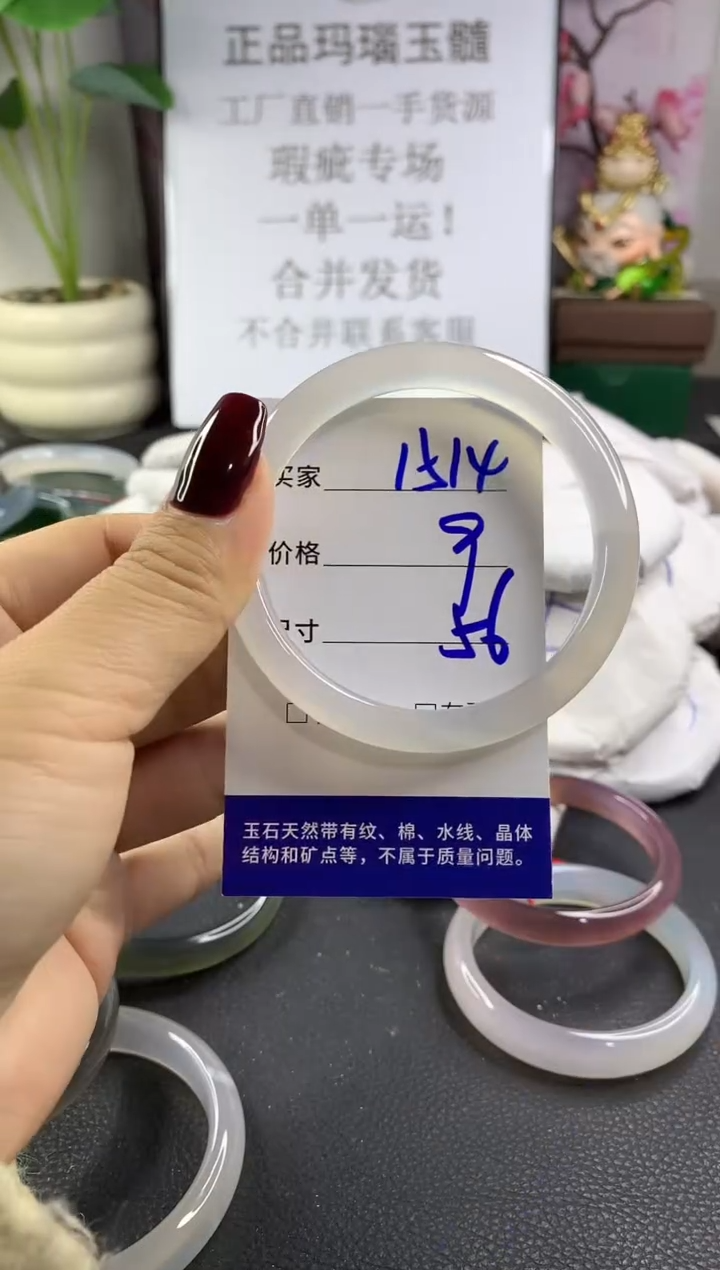 正品玛瑙玉髓
工厂直销一手货源
瑕疵专场
一单一运！
合并发货
不合并联系客服
买家 1514
价格
尺寸 56
玉石天然带有纹、棉、水线、晶体
结构和矿点等，不属于质量问题。